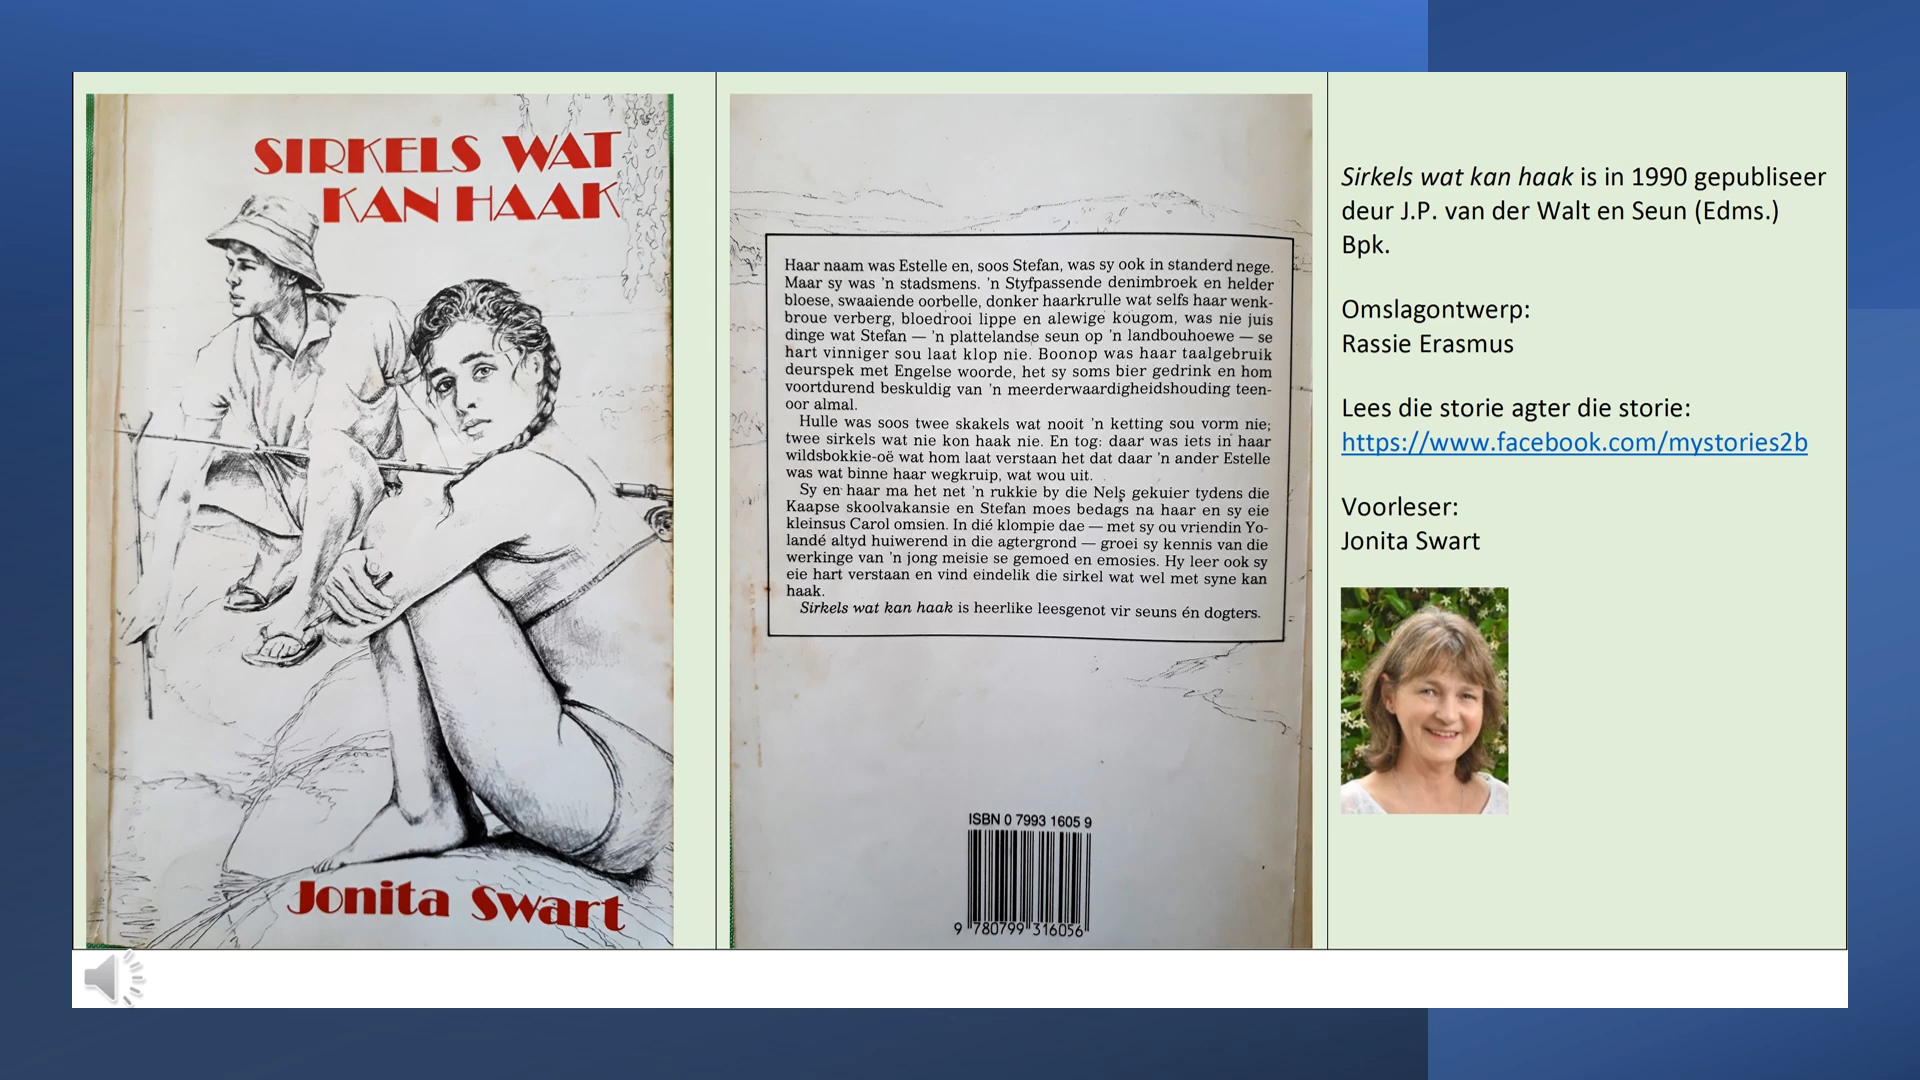 SIRKELS WAT
KAN HAAK
Jonita Swart
Haar naam was Estelle en, soos Stefan, was sy ook in standerd nege.
Maar sy was 'n stadsmens. 'n Styfpassende denimbroek en helder
bloese, swaaiende oorbelle, donker haarkrulle wat selfs haar wenk-
broue verberg, bloedrooi lippe en alewige kougom, was nie juis
dinge wat Stefan — 'n plattelandse seun op 'n landbouhoewe — se
hart vinniger sou laat klop nie. Boonop was haar taalgebruik
deurspek met Engelse woorde, het sy soms bier gedrink en hom
voortdurend beskuldig van 'n meerderwaardigheidshouding teen-
oor almal.
Hulle was soos twee skakels wat nooit 'n ketting sou vorm nie;
twee sirkels wat nie kon haak nie. En tog: daar was iets in haar
wildsbokkie-oë wat hom laat verstaan het dat daar 'n ander Estelle
was wat binne haar wegkruip, wat wou uit.
Sy en haar ma het net 'n rukkie by die Nels gekuier tydens die
Kaapse skoolvakansie en Stefan moes bedags na haar en sy eie
kleinsus Carol omsien. In dié klompie dae — met sy ou vriendin Yo-
landé altyd huiwerend in die agtergrond — groei sy kennis van die
werkinge van 'n jong meisie se gemoed en emosies. Hy leer ook sy
eie hart verstaan en vind eindelik die sirkel wat wel met syne kan
haak.
Sirkels wat kan haak is heerlike leesgenot vir seuns én dogters.
ISBN 0 7993 1605 9
9 780799 316056
Sirkels wat kan haak is in 1990 gepubliseer
deur J.P. van der Walt en Seun (Edms.)
Bpk.
Omslagontwerp:
Rassie Erasmus
Lees die storie agter die storie:
https://www.facebook.com/mystories2b
Voorleser:
Jonita Swart